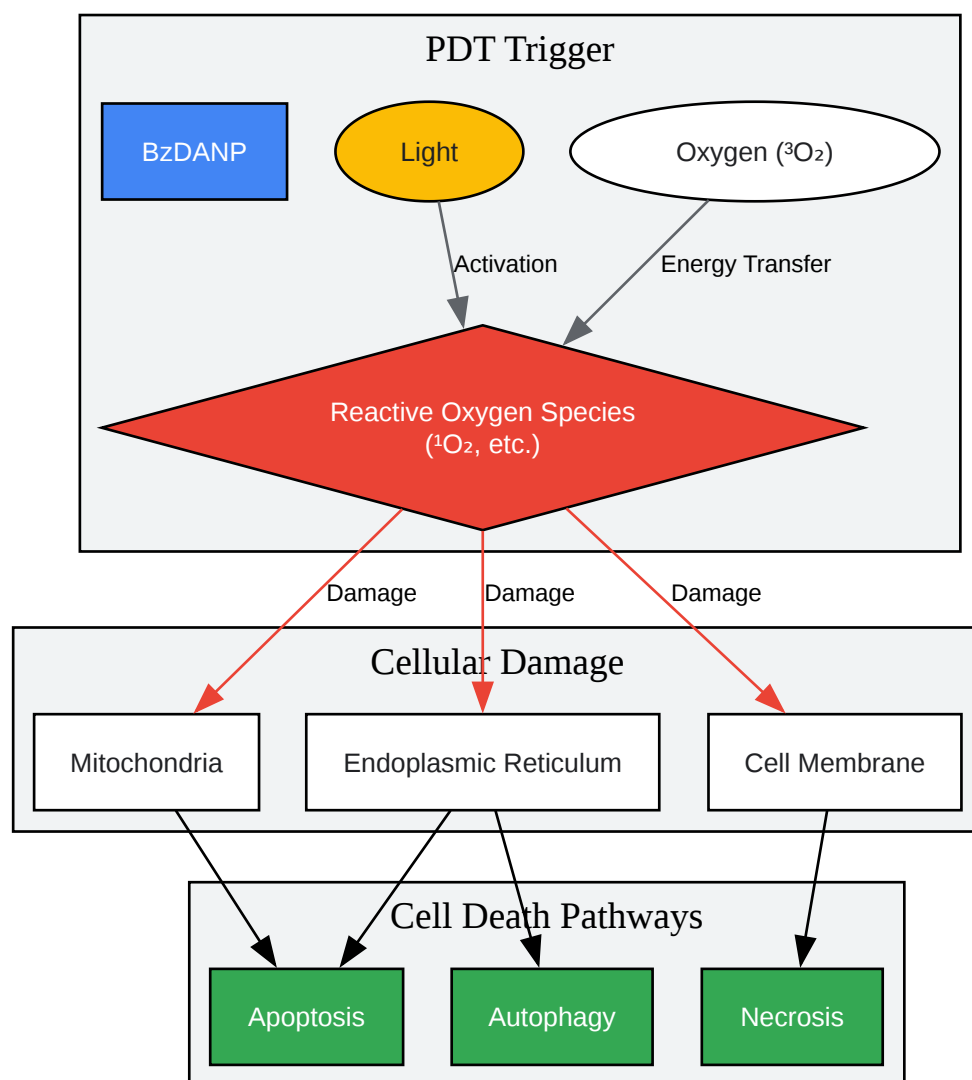 PDT Trigger
BzDANP
Light
Oxygen (³O₂)
Activation
Energy Transfer
Reactive Oxygen Species
(¹O₂, etc.)
Damage
Damage
Damage
Cellular Damage
Mitochondria
Endoplasmic Reticulum
Cell Membrane
Cell Death Pathways
Apoptosis
Autophagy
Necrosis